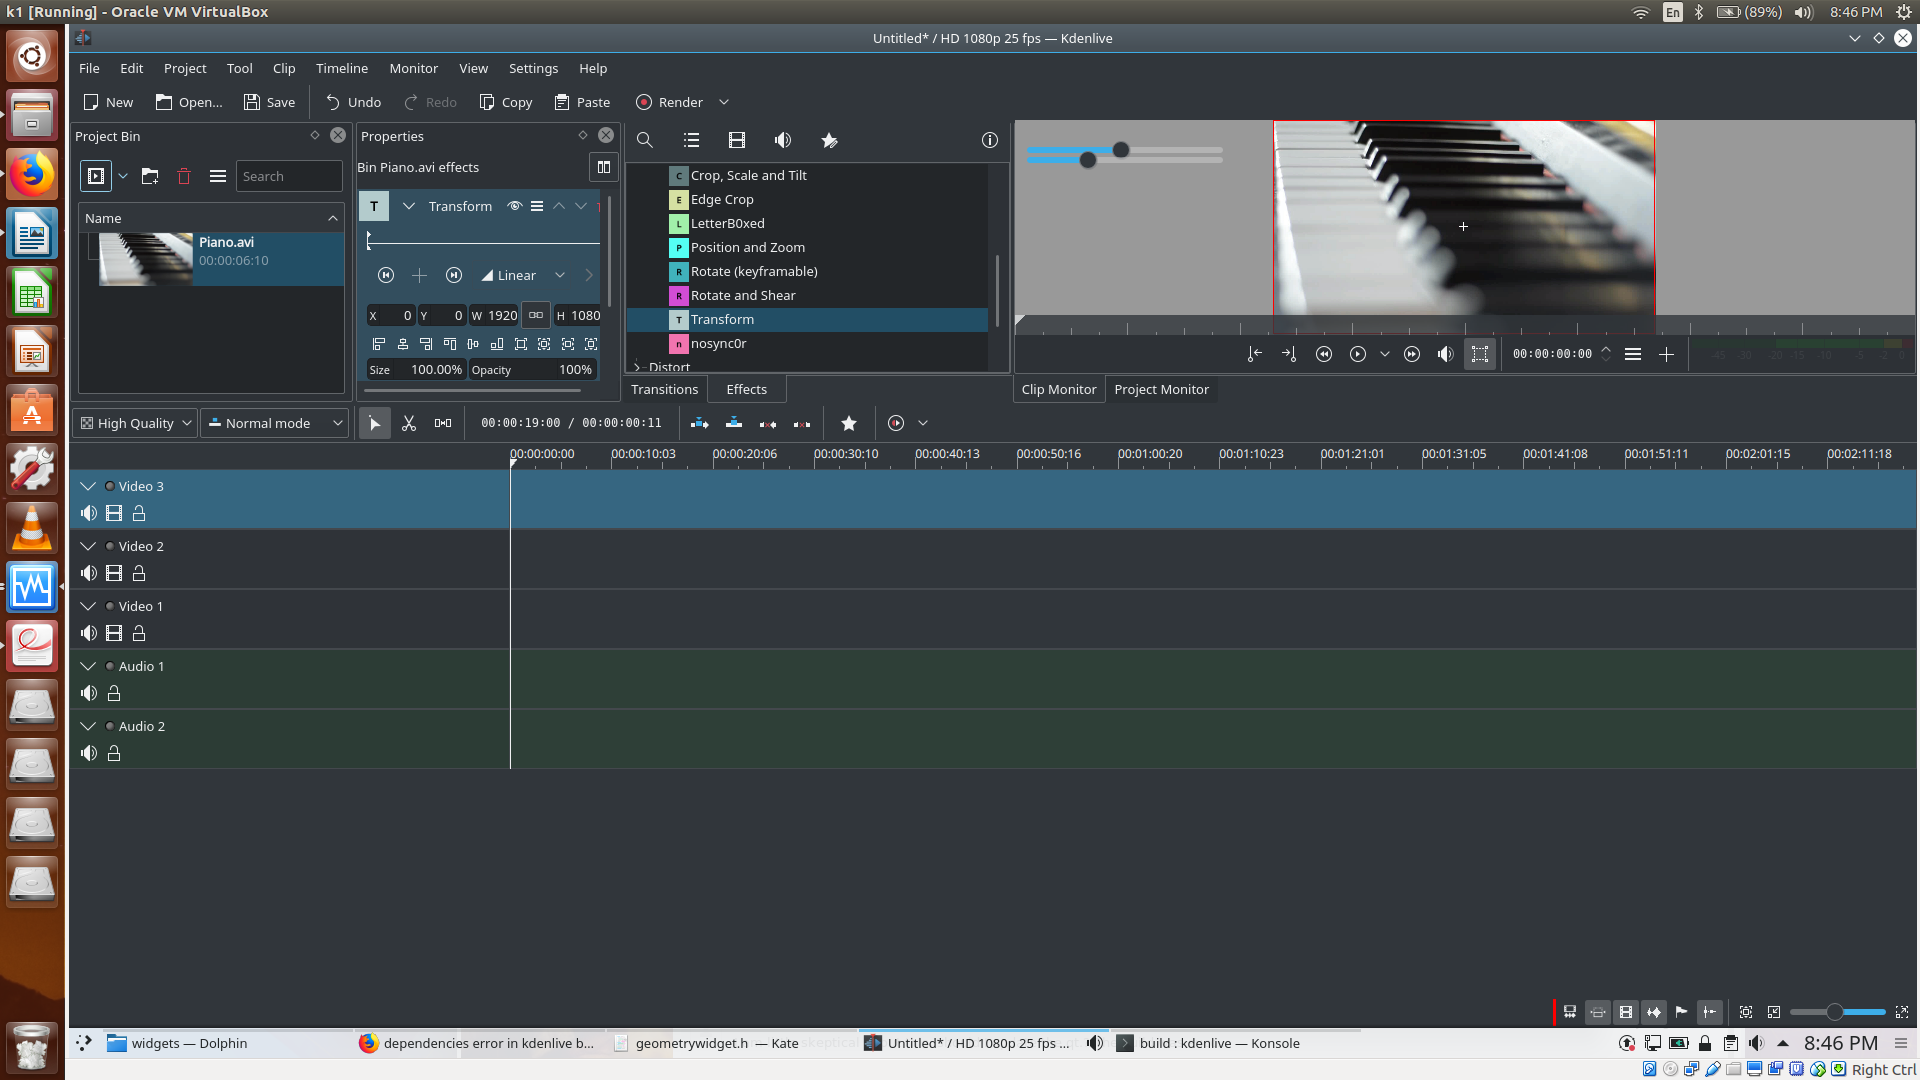 k1 [Running] - Oracle VM VirtualBox
En (89%) 8:46 PM
Untitled* / HD 1080p 25 fps — Kdenlive
File Edit Project Tool Clip Timeline Monitor View Settings Help
New Open... Save Undo Redo Copy Paste Render
Project Bin
Search
Name
Piano.avi
00:00:06:10
Properties
Bin Piano.avi effects
T Transform
Linear
X 0 Y 0 W 1920 H 1080
Size 100.00% Opacity 100%
C Crop, Scale and Tilt
E Edge Crop
L LetterB0xed
P Position and Zoom
R Rotate (keyframable)
R Rotate and Shear
T Transform
n nosync0r
Distort
Transitions Effects
00:00:00:00
-45 -30 -20 -15 -10 -5 -2 0
Clip Monitor Project Monitor
High Quality Normal mode 00:00:19:00 / 00:00:00:11
00:00:00:00 00:00:10:03 00:00:20:06 00:00:30:10 00:00:40:13 00:00:50:16 00:01:00:20 00:01:10:23 00:01:21:01 00:01:31:05 00:01:41:08 00:01:51:11 00:02:01:15 00:02:11:18
Video 3
Video 2
Video 1
Audio 1
Audio 2
widgets — Dolphin dependencies error in kdenlive b... geometrywidget.h — Kate Untitled* / HD 1080p 25 fps ... build : kdenlive — Konsole 8:46 PM
Right Ctrl